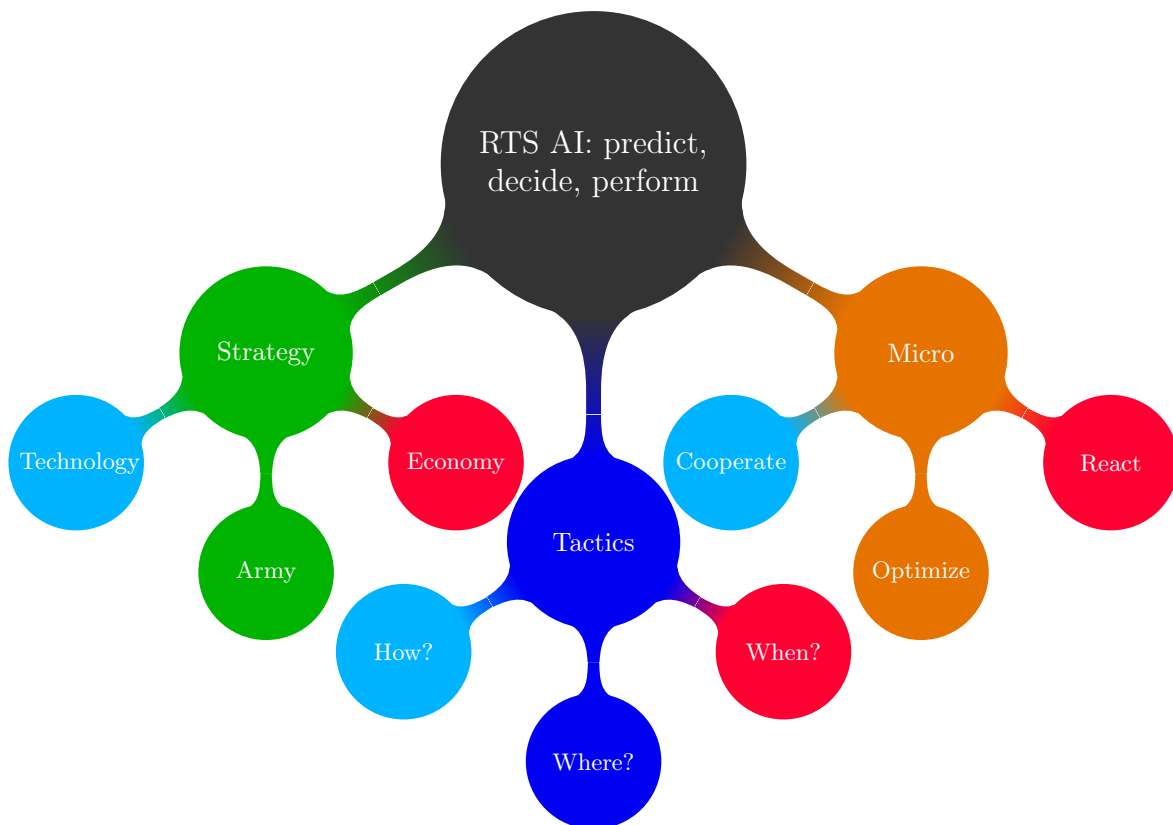 RTS AI: predict,
decide, perform
Strategy
Micro
Technology
Economy
Cooperate
React
Tactics
Army
Optimize
How?
When?
Where?